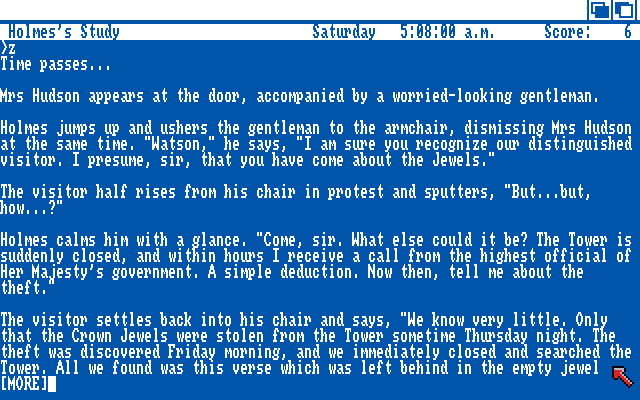 Holmes's Study Saturday 5:08:00 a.m. Score: 6
>z
Time passes...
Mrs Hudson appears at the door, accompanied by a worried-looking gentleman.
Holmes jumps up and ushers the gentleman to the armchair, dismissing Mrs Hudson
at the same time. "Watson," he says, "I am sure you recognize our distinguished
visitor. I presume, sir, that you have come about the Jewels."
The visitor half rises from his chair in protest and sputters, "But...but,
how...?"
Holmes calms him with a glance. "Come, sir. What else could it be? The Tower is
suddenly closed, and within hours I receive a call from the highest official of
Her Majesty's government. A simple deduction. Now then, tell me about the
theft."
The visitor settles back into his chair and says, "We know very little. Only
that the Crown Jewels were stolen from the Tower sometime Thursday night. The
theft was discovered Friday morning, and we immediately closed and searched the
Tower. All we found was this verse which was left behind in the empty jewel
[MORE]